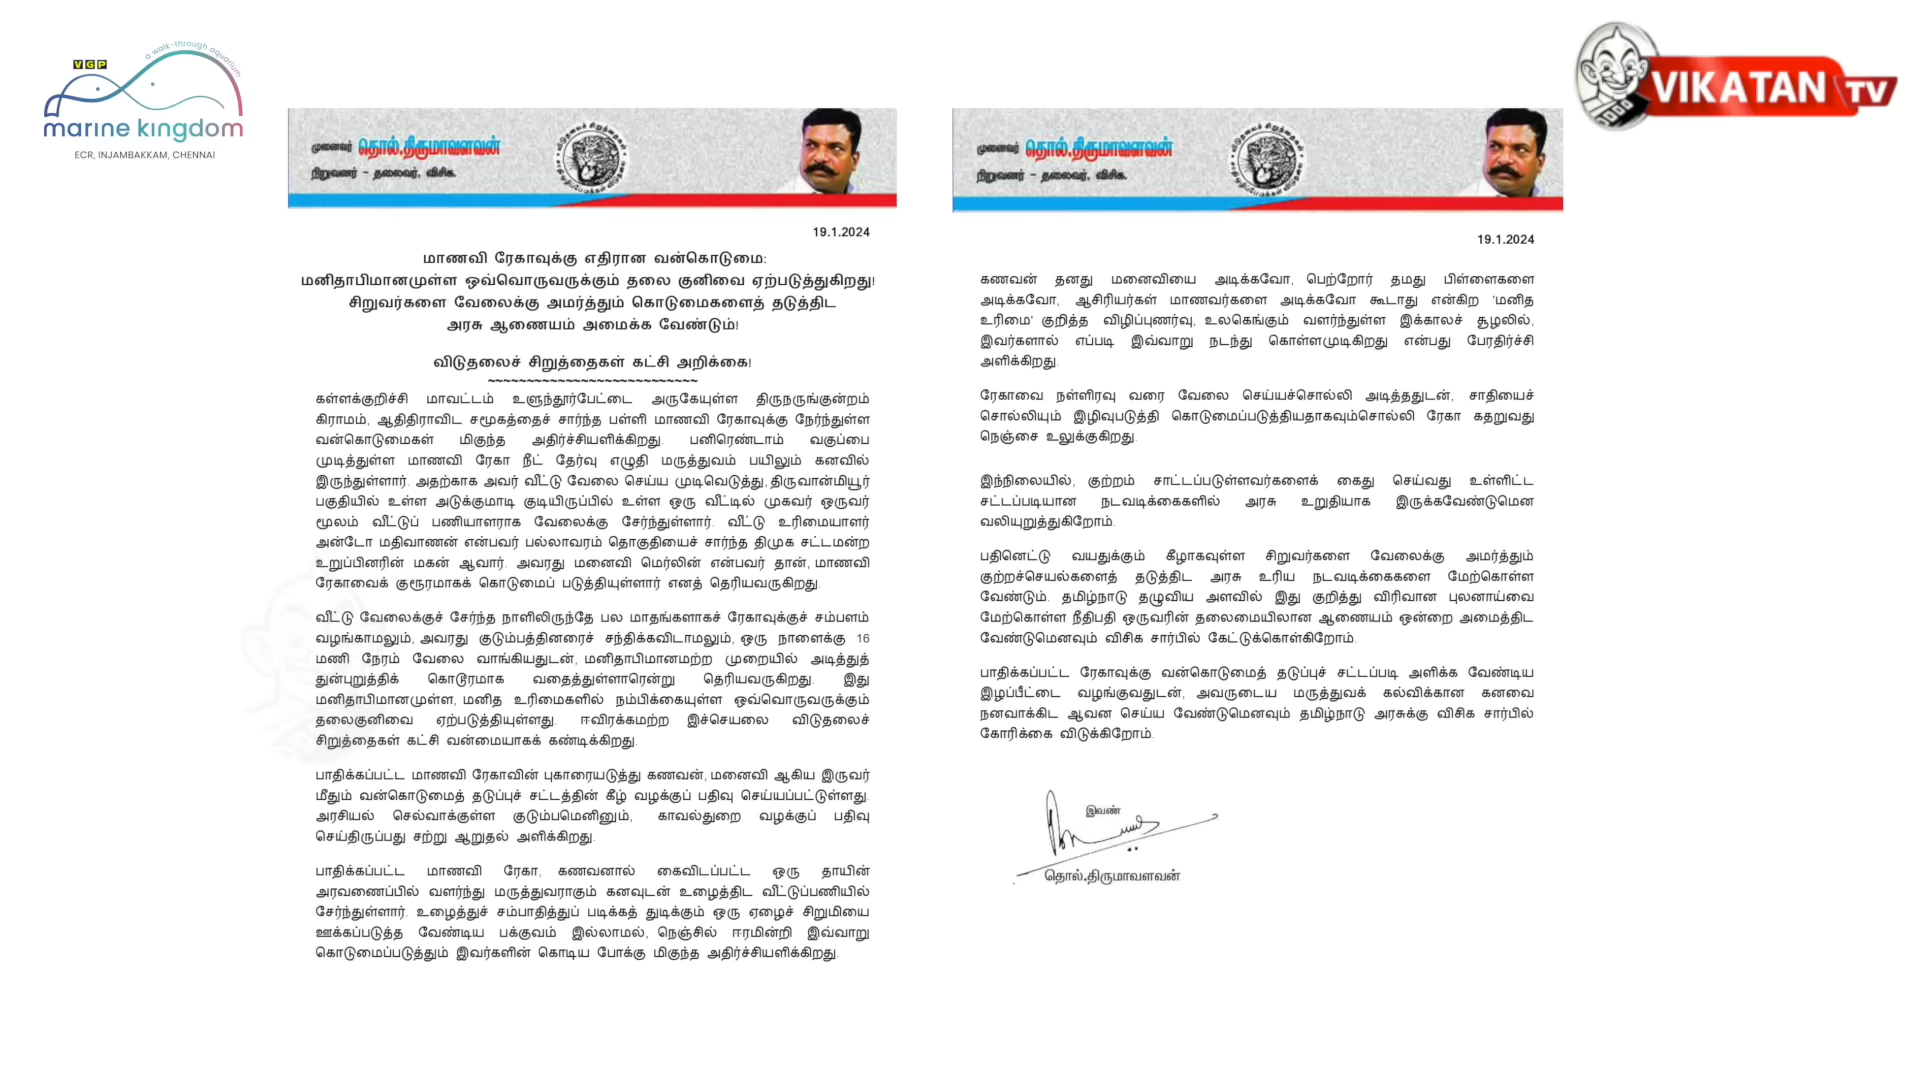 VGP
a walk-through aquarium
marine kingdom
ECR, INJAMBAKKAM, CHENNAI
VIKATAN TV
முனைவர் தொல்.திருமாவளவன்
நிறுவனர் - தலைவர், விசிக.
19.1.2024
மாணவி ரேகாவுக்கு எதிரான வன்கொடுமை:
மனிதாபிமானமுள்ள ஒவ்வொருவருக்கும் தலை குனிவை ஏற்படுத்துகிறது!
சிறுவர்களை வேலைக்கு அமர்த்தும் கொடுமைகளைத் தடுத்திட
அரசு ஆணையம் அமைக்க வேண்டும்!
விடுதலைச் சிறுத்தைகள் கட்சி அறிக்கை!
~~~~~~~~~~~~~~~~~~~~~~~~~~~
கள்ளக்குறிச்சி மாவட்டம் உளுந்தூர்பேட்டை அருகேயுள்ள திருநருங்குன்றம்
கிராமம், ஆதிதிராவிட சமூகத்தைச் சார்ந்த பள்ளி மாணவி ரேகாவுக்கு நேர்ந்துள்ள
வன்கொடுமைகள் மிகுந்த அதிர்ச்சியளிக்கிறது. பனிரெண்டாம் வகுப்பை
முடித்துள்ள மாணவி ரேகா நீட் தேர்வு எழுதி மருத்துவம் பயிலும் கனவில்
இருந்துள்ளார். அதற்காக அவர் வீட்டு வேலை செய்ய முடிவெடுத்து, திருவான்மியூர்
பகுதியில் உள்ள அடுக்குமாடி குடியிருப்பில் உள்ள ஒரு வீட்டில் முகவர் ஒருவர்
மூலம் வீட்டுப் பணியாளராக வேலைக்கு சேர்ந்துள்ளார். வீட்டு உரிமையாளர்
அன்டோ மதிவாணன் என்பவர் பல்லாவரம் தொகுதியைச் சார்ந்த திமுக சட்டமன்ற
உறுப்பினரின் மகன் ஆவார். அவரது மனைவி மெர்லின் என்பவர் தான், மாணவி
ரேகாவைக் குரூரமாகக் கொடுமைப் படுத்தியுள்ளார் எனத் தெரியவருகிறது.
வீட்டு வேலைக்குச் சேர்ந்த நாளிலிருந்தே பல மாதங்களாகச் ரேகாவுக்குச் சம்பளம்
வழங்காமலும், அவரது குடும்பத்தினரைச் சந்திக்கவிடாமலும், ஒரு நாளைக்கு 16
மணி நேரம் வேலை வாங்கியதுடன், மனிதாபிமானமற்ற முறையில் அடித்துத்
துன்புறுத்திக் கொடூரமாக வதைத்துள்ளாரென்று தெரியவருகிறது. இது
மனிதாபிமானமுள்ள, மனித உரிமைகளில் நம்பிக்கையுள்ள ஒவ்வொருவருக்கும்
தலைகுனிவை ஏற்படுத்தியுள்ளது. ஈவிரக்கமற்ற இச்செயலை விடுதலைச்
சிறுத்தைகள் கட்சி வன்மையாகக் கண்டிக்கிறது.
பாதிக்கப்பட்ட மாணவி ரேகாவின் புகாரையடுத்து கணவன், மனைவி ஆகிய இருவர்
மீதும் வன்கொடுமைத் தடுப்புச் சட்டத்தின் கீழ் வழக்குப் பதிவு செய்யப்பட்டுள்ளது.
அரசியல் செல்வாக்குள்ள குடும்பமெனினும், காவல்துறை வழக்குப் பதிவு
செய்திருப்பது சற்று ஆறுதல் அளிக்கிறது.
பாதிக்கப்பட்ட மாணவி ரேகா, கணவனால் கைவிடப்பட்ட ஒரு தாயின்
அரவணைப்பில் வளர்ந்து மருத்துவராகும் கனவுடன் உழைத்திட வீட்டுப்பணியில்
சேர்ந்துள்ளார். உழைத்துச் சம்பாதித்துப் படிக்கத் துடிக்கும் ஒரு ஏழைச் சிறுமியை
ஊக்கப்படுத்த வேண்டிய பக்குவம் இல்லாமல், நெஞ்சில் ஈரமின்றி இவ்வாறு
கொடுமைப்படுத்தும் இவர்களின் கொடிய போக்கு மிகுந்த அதிர்ச்சியளிக்கிறது.
முனைவர் தொல்.திருமாவளவன்
நிறுவனர் - தலைவர், விசிக.
19.1.2024
கணவன் தனது மனைவியை அடிக்கவோ, பெற்றோர் தமது பிள்ளைகளை
அடிக்கவோ, ஆசிரியர்கள் மாணவர்களை அடிக்கவோ கூடாது என்கிற 'மனித
உரிமை' குறித்த விழிப்புணர்வு, உலகெங்கும் வளர்ந்துள்ள இக்காலச் சூழலில்,
இவர்களால் எப்படி இவ்வாறு நடந்து கொள்ளமுடிகிறது என்பது பேரதிர்ச்சி
அளிக்கிறது.
ரேகாவை நள்ளிரவு வரை வேலை செய்யச்சொல்லி அடித்ததுடன், சாதியைச்
சொல்லியும் இழிவுபடுத்தி கொடுமைப்படுத்தியதாகவும்சொல்லி ரேகா கதறுவது
நெஞ்சை உலுக்குகிறது.
இந்நிலையில், குற்றம் சாட்டப்படுள்ளவர்களைக் கைது செய்வது உள்ளிட்ட
சட்டப்படியான நடவடிக்கைகளில் அரசு உறுதியாக இருக்கவேண்டுமென
வலியுறுத்துகிறோம்.
பதினெட்டு வயதுக்கும் கீழாகவுள்ள சிறுவர்களை வேலைக்கு அமர்த்தும்
குற்றச்செயல்களைத் தடுத்திட அரசு உரிய நடவடிக்கைகளை மேற்கொள்ள
வேண்டும். தமிழ்நாடு தழுவிய அளவில் இது குறித்து விரிவான புலனாய்வை
மேற்கொள்ள நீதிபதி ஒருவரின் தலைமையிலான ஆணையம் ஒன்றை அமைத்திட
வேண்டுமெனவும் விசிக சார்பில் கேட்டுக்கொள்கிறோம்.
பாதிக்கப்பட்ட ரேகாவுக்கு வன்கொடுமைத் தடுப்புச் சட்டப்படி அளிக்க வேண்டிய
இழப்பீட்டை வழங்குவதுடன், அவருடைய மருத்துவக் கல்விக்கான கனவை
நனவாக்கிட ஆவன செய்ய வேண்டுமெனவும் தமிழ்நாடு அரசுக்கு விசிக சார்பில்
கோரிக்கை விடுக்கிறோம்.
இவண்
தொல்.திருமாவளவன்